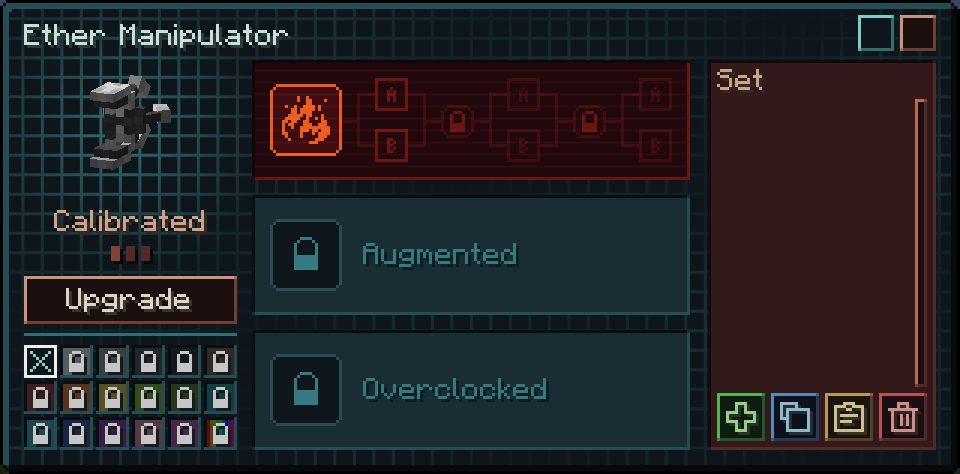 Ether Manipulator
Set
A A A
B B B
Calibrated
Augmented
Upgrade
Overclocked